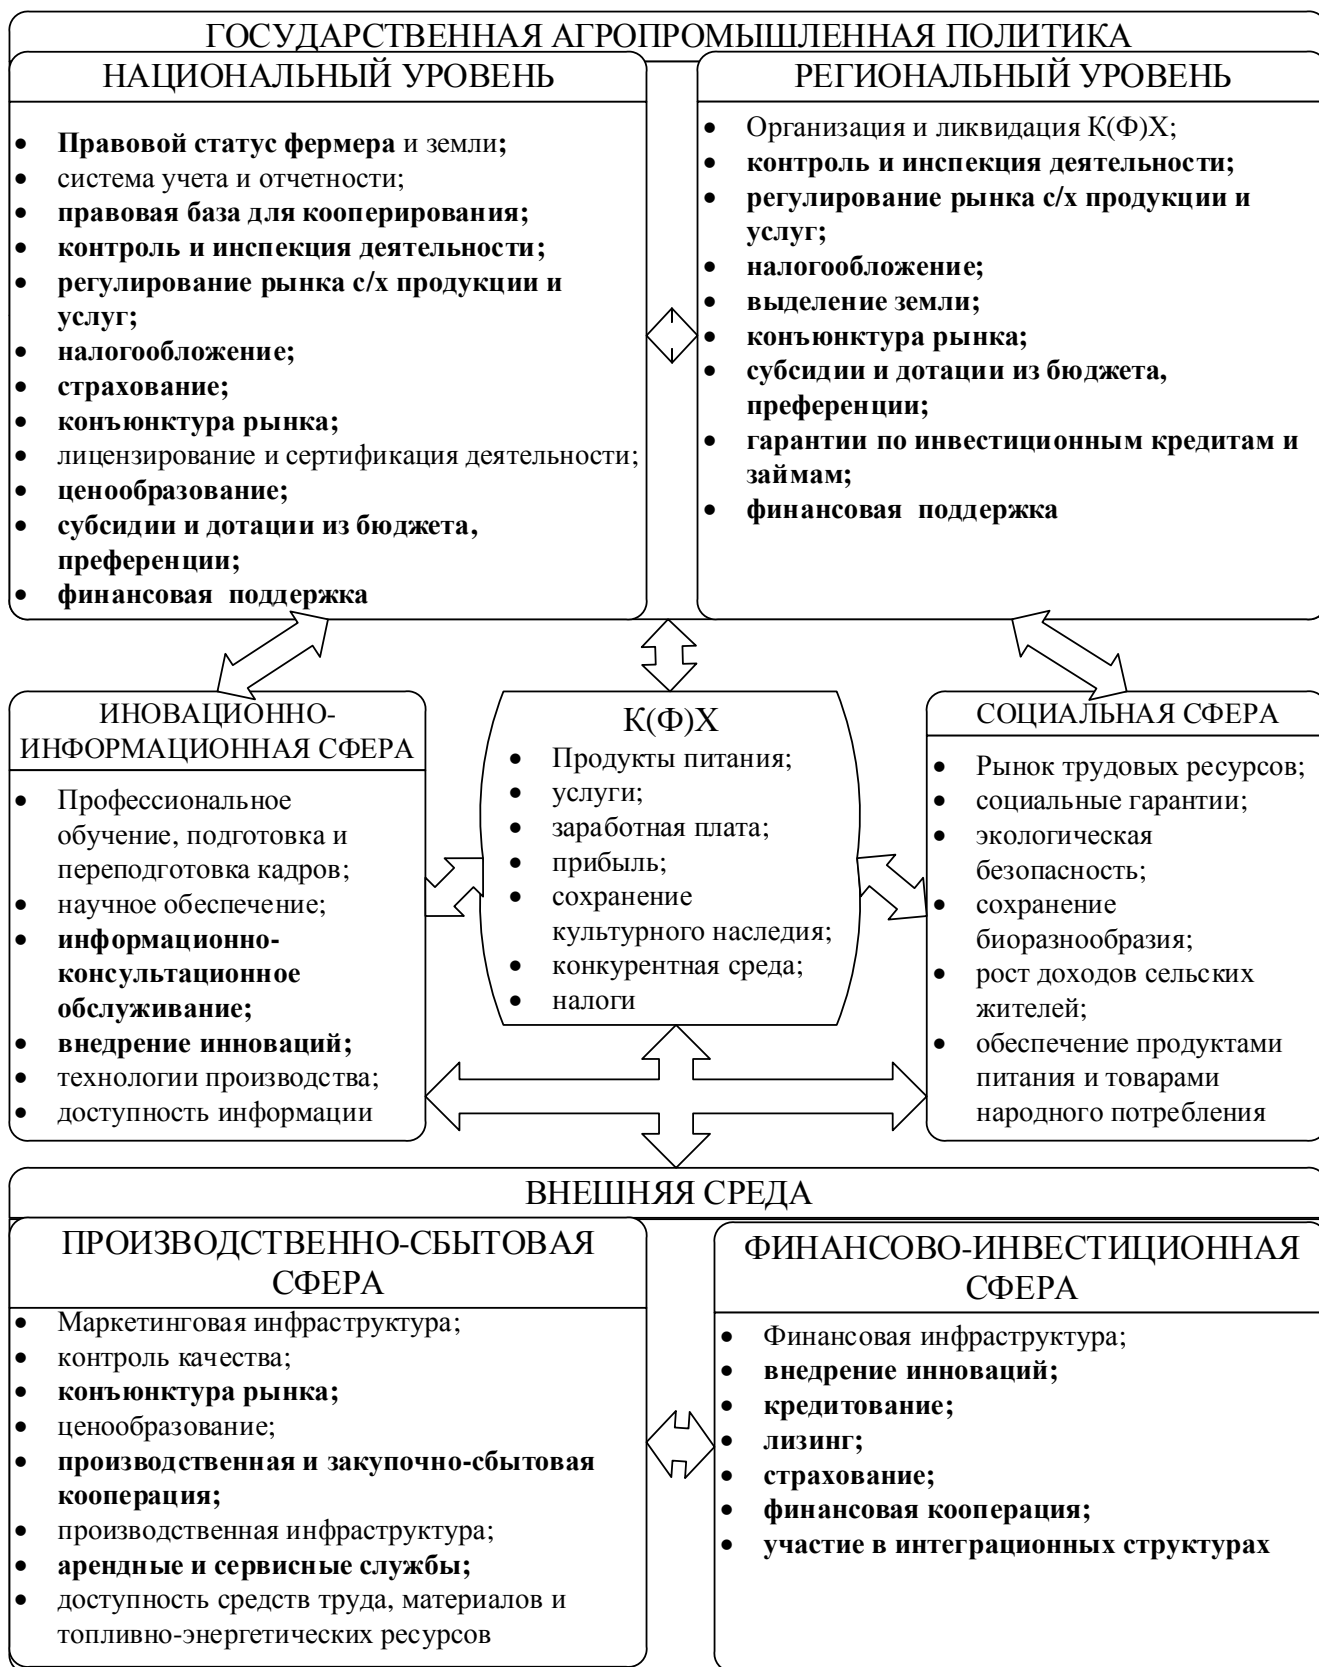 ГОСУДАРСТВЕННАЯ АГРОПРОМЫШЛЕННАЯ ПОЛИТИКА
НАЦИОНАЛЬНЫЙ УРОВЕНЬ
• Правовой статус фермера и земли;
• система учета и отчетности;
• правовая база для кооперирования;
• контроль и инспекция деятельности;
• регулирование рынка с/х продукции и
услуг;
• налогообложение;
• страхование;
• конъюнктура рынка;
• лицензирование и сертификация деятельности;
• ценообразование;
• субсидии и дотации из бюджета,
преференции;
• финансовая поддержка
РЕГИОНАЛЬНЫЙ УРОВЕНЬ
• Организация и ликвидация К(Ф)Х;
• контроль и инспекция деятельности;
• регулирование рынка с/х продукции и
услуг;
• налогообложение;
• выделение земли;
• конъюнктура рынка;
• субсидии и дотации из бюджета,
преференции;
• гарантии по инвестиционным кредитам и
займам;
• финансовая поддержка
ИНОВАЦИОННО-
ИНФОРМАЦИОННАЯ СФЕРА
• Профессиональное
обучение, подготовка и
переподготовка кадров;
• научное обеспечение;
• информационно-
консультационное
обслуживание;
• внедрение инноваций;
• технологии производства;
• доступность информации
К(Ф)Х
• Продукты питания;
• услуги;
• заработная плата;
• прибыль;
• сохранение
культурного наследия;
• конкурентная среда;
• налоги
СОЦИАЛЬНАЯ СФЕРА
• Рынок трудовых ресурсов;
• социальные гарантии;
• экологическая
безопасность;
• сохранение
биоразнообразия;
• рост доходов сельских
жителей;
• обеспечение продуктами
питания и товарами
народного потребления
ВНЕШНЯЯ СРЕДА
ПРОИЗВОДСТВЕННО-СБЫТОВАЯ
СФЕРА
• Маркетинговая инфраструктура;
• контроль качества;
• конъюнктура рынка;
• ценообразование;
• производственная и закупочно-сбытовая
кооперация;
• производственная инфраструктура;
• арендные и сервисные службы;
• доступность средств труда, материалов и
топливно-энергетических ресурсов
ФИНАНСОВО-ИНВЕСТИЦИОННАЯ
СФЕРА
• Финансовая инфраструктура;
• внедрение инноваций;
• кредитование;
• лизинг;
• страхование;
• финансовая кооперация;
• участие в интеграционных структурах